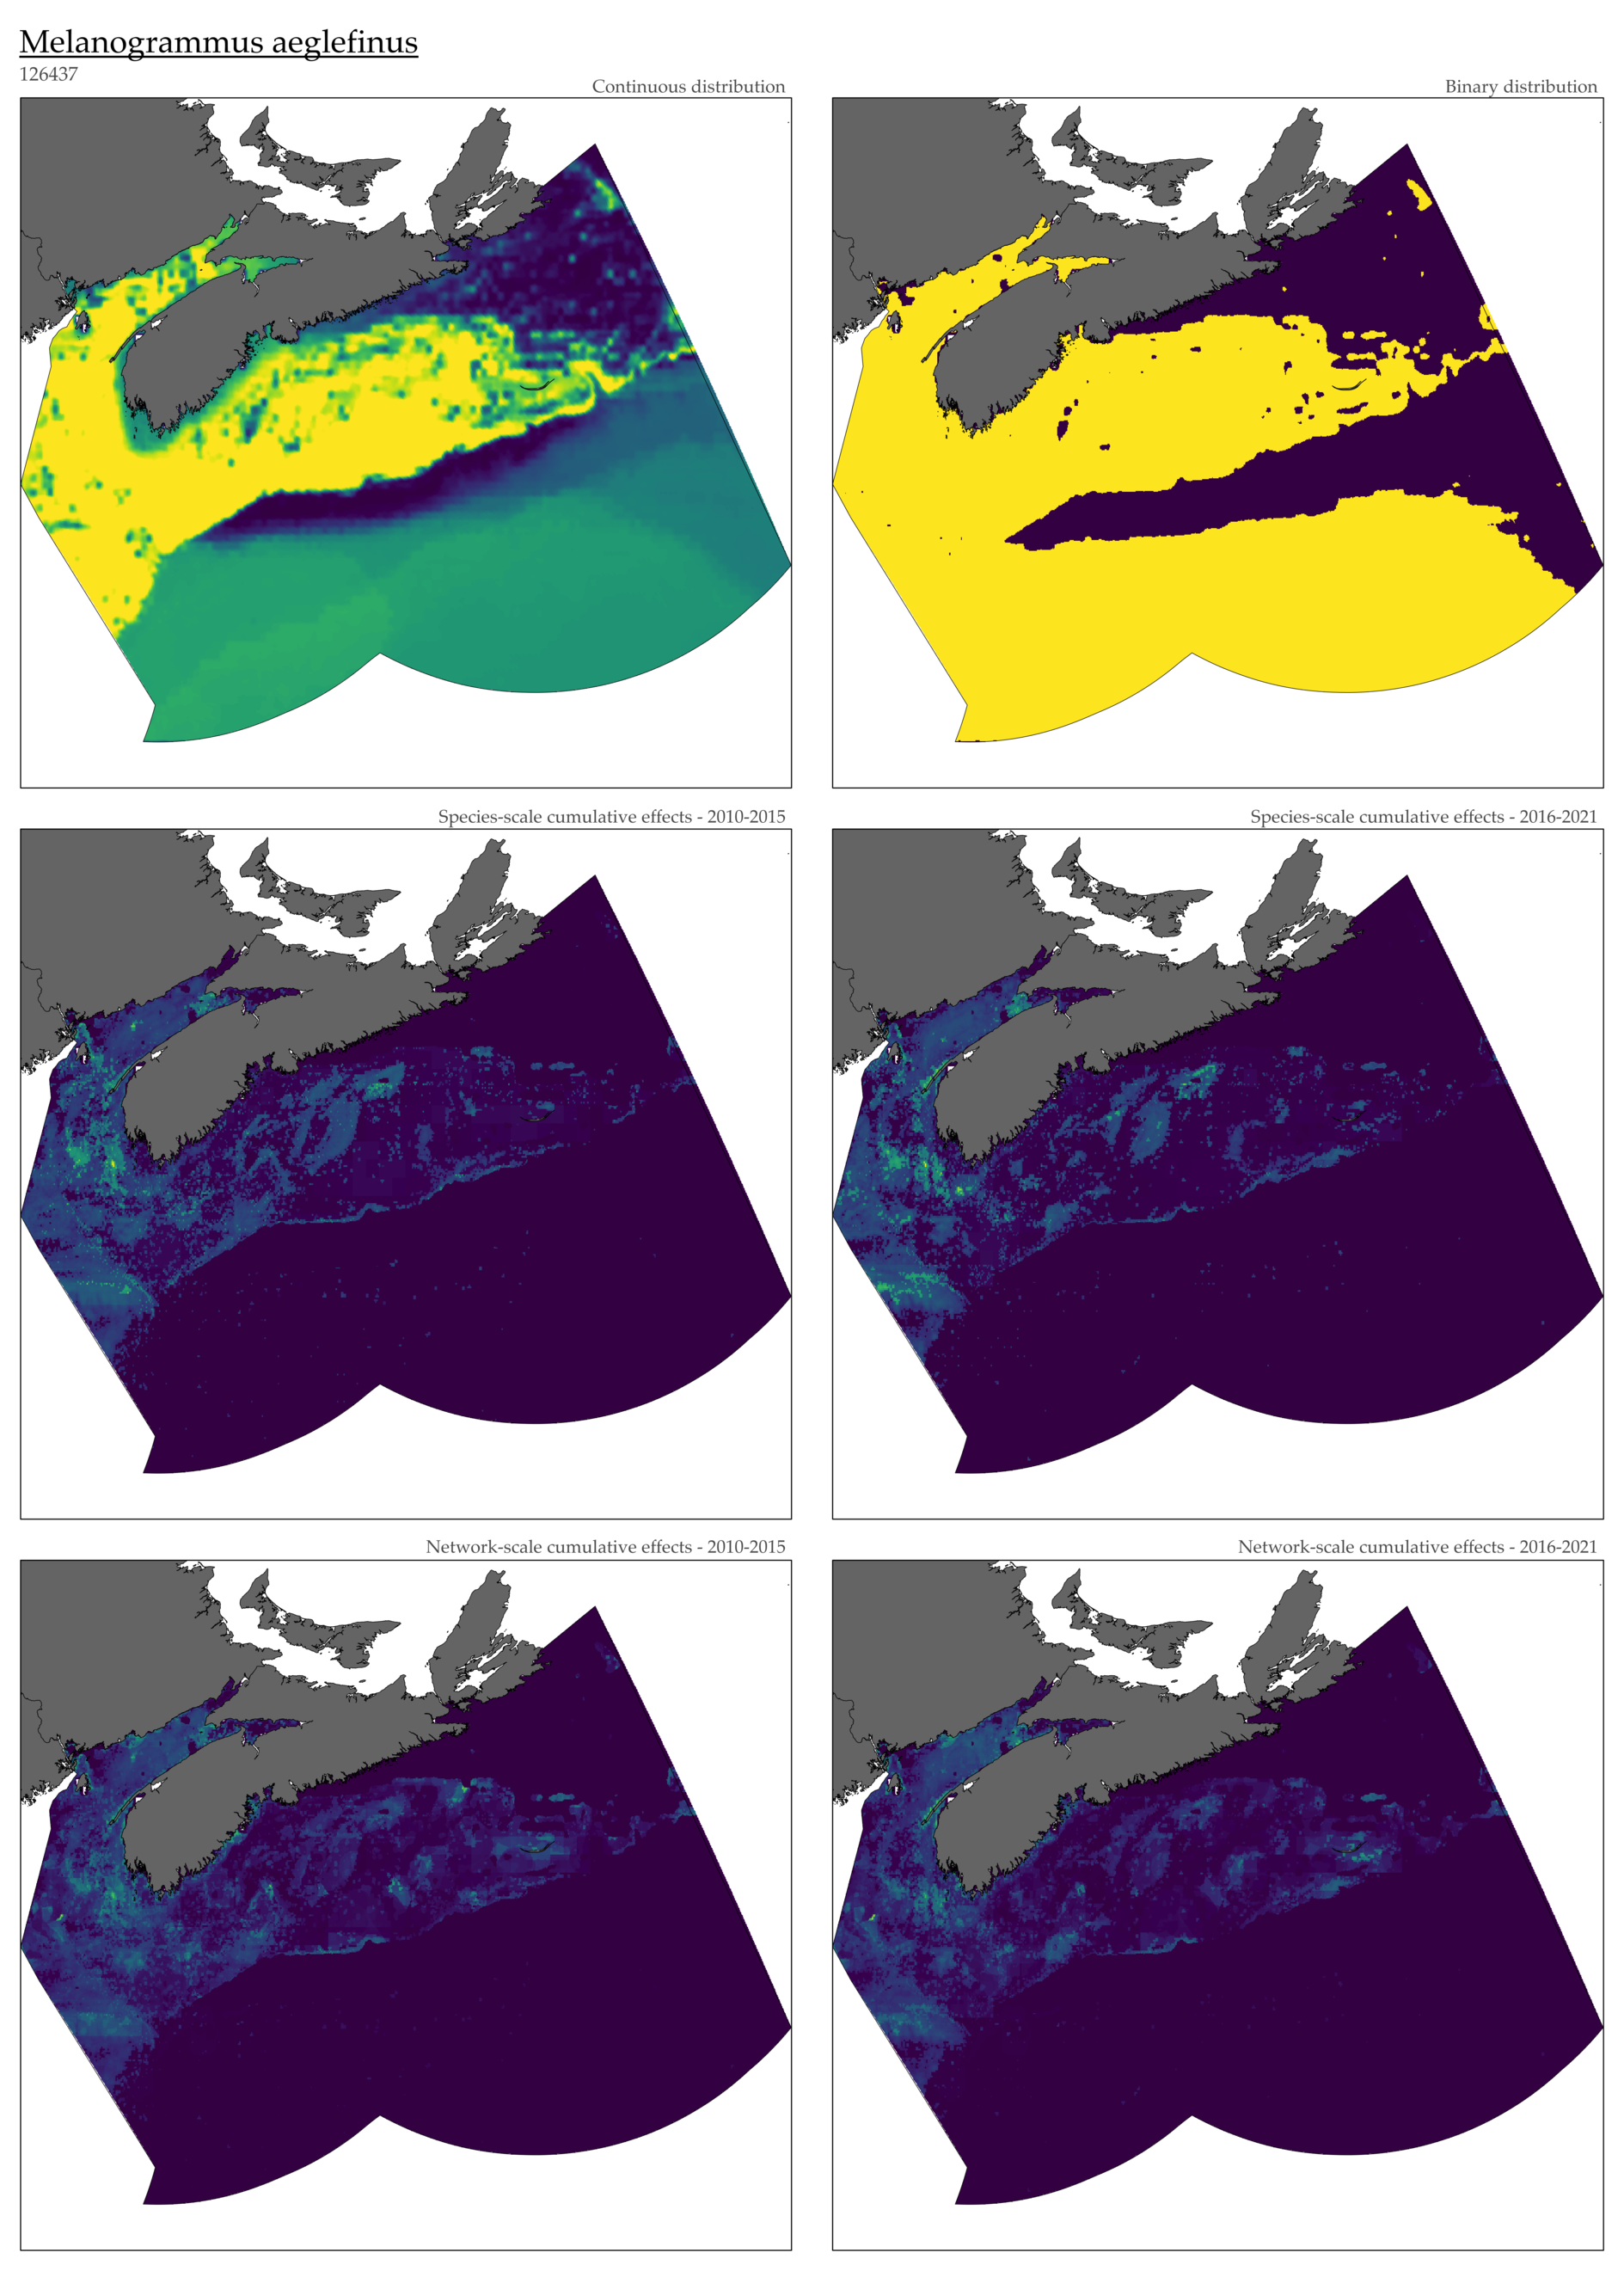 Melanogrammus aeglefinus
126437
Continuous distribution
Binary distribution
Species-scale cumulative effects - 2010-2015
Species-scale cumulative effects - 2016-2021
Network-scale cumulative effects - 2010-2015
Network-scale cumulative effects - 2016-2021